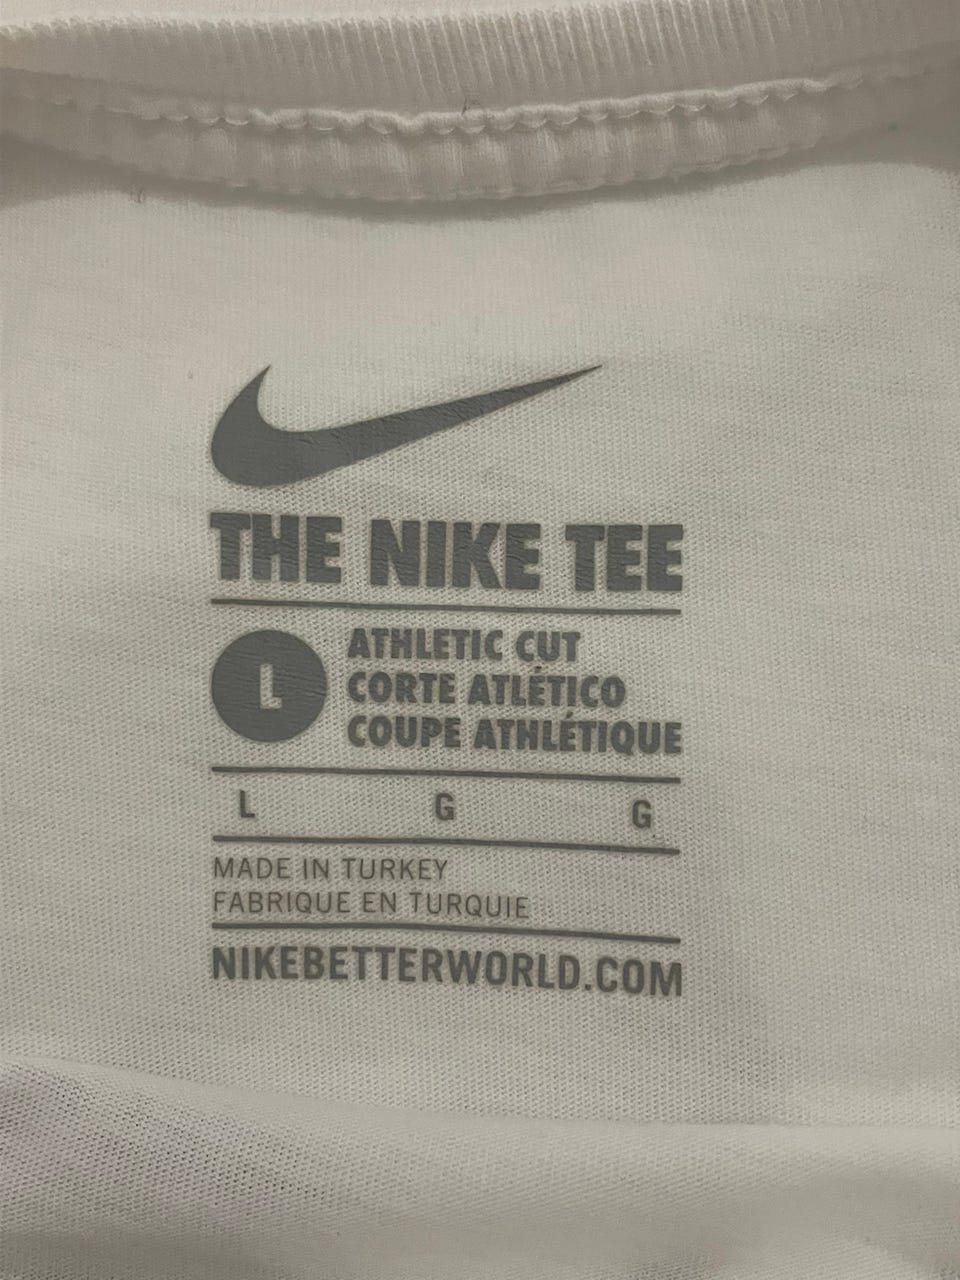 THE NIKE TEE
L
ATHLETIC CUT
CORTE ATLÉTICO
COUPE ATHLÉTIQUE
L G G
MADE IN TURKEY
FABRIQUE EN TURQUIE
NIKEBETTERWORLD.COM